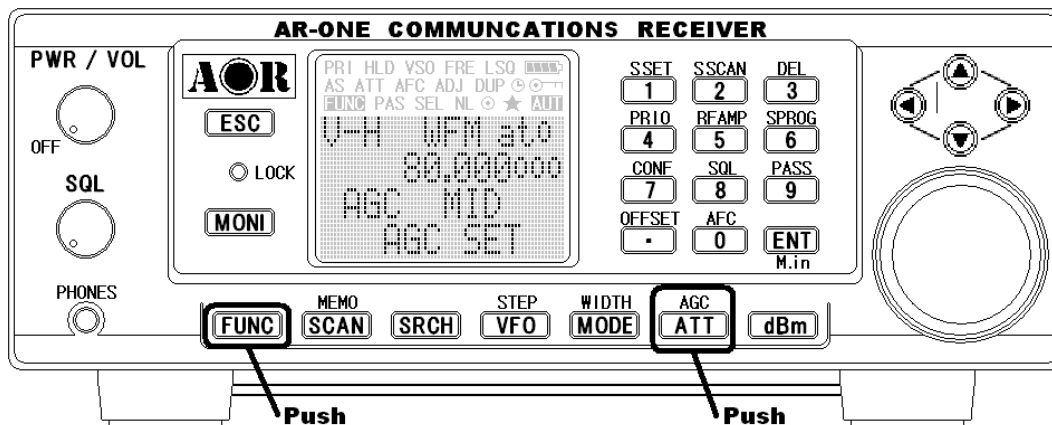 AR-ONE COMMUNCATIONS RECEIVER
PWR / VOL
OFF
SQL
PHONES
AOR
ESC
LOCK
MONI
PRI HLD VSO FRE LSQ
AS ATT AFC ADJ DUP
FUNC PAS SEL NL AUT
V-H WFM ato
80.000000
AGC MID
AGC SET
SSET SSCAN DEL
1 2 3
PRIO RFAMP SPROG
4 5 6
CONF SQL PASS
7 8 9
OFFSET AFC
. 0 ENT
M.in
MEMO STEP WIDTH AGC
FUNC SCAN SRCH VFO MODE ATT dBm
Push Push